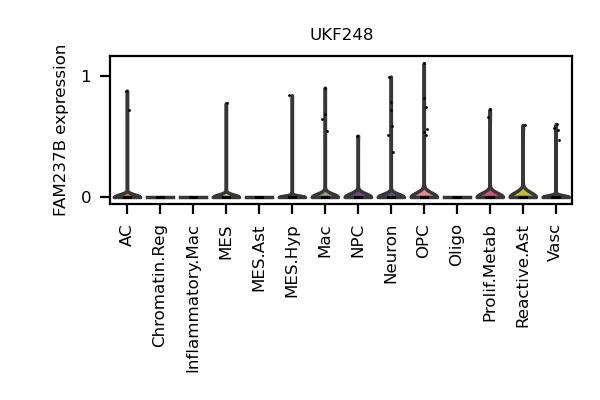 UKF248
FAM237B expression
1
0
AC
Chromatin.Reg
Inflammatory.Mac
MES
MES.Ast
MES.Hyp
Mac
NPC
Neuron
OPC
Oligo
Prolif.Metab
Reactive.Ast
Vasc